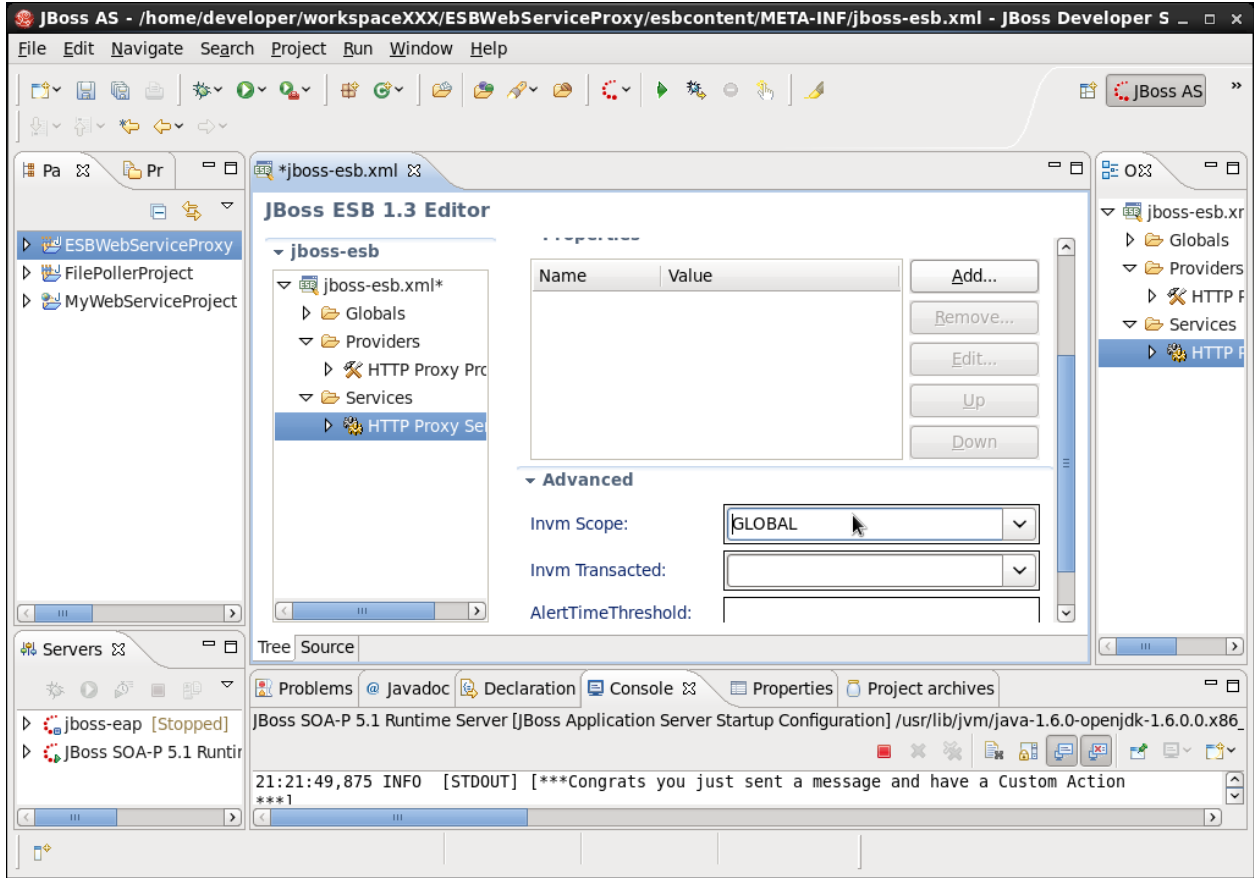 JBoss AS - /home/developer/workspaceXXX/ESBWebServiceProxy/esbcontent/META-INF/jboss-esb.xml - JBoss Developer S
File Edit Navigate Search Project Run Window Help
JBoss AS »
Pa Pr
ESBWebServiceProxy
FilePollerProject
MyWebServiceProject
*jboss-esb.xml
JBoss ESB 1.3 Editor
jboss-esb
jboss-esb.xml*
Globals
Providers
HTTP Proxy Pro
Services
HTTP Proxy Ser
Properties
Name Value
Add...
Remove...
Edit...
Up
Down
Advanced
Invm Scope: GLOBAL
Invm Transacted:
AlertTimeThreshold:
Tree Source
O
jboss-esb.xr
Globals
Providers
HTTP P
Services
HTTP P
Servers
jboss-eap [Stopped]
JBoss SOA-P 5.1 Runtir
Problems @ Javadoc Declaration Console Properties Project archives
JBoss SOA-P 5.1 Runtime Server [JBoss Application Server Startup Configuration] /usr/lib/jvm/java-1.6.0-openjdk-1.6.0.0.x86_
21:21:49,875 INFO [STDOUT] [***Congrats you just sent a message and have a Custom Action
***]